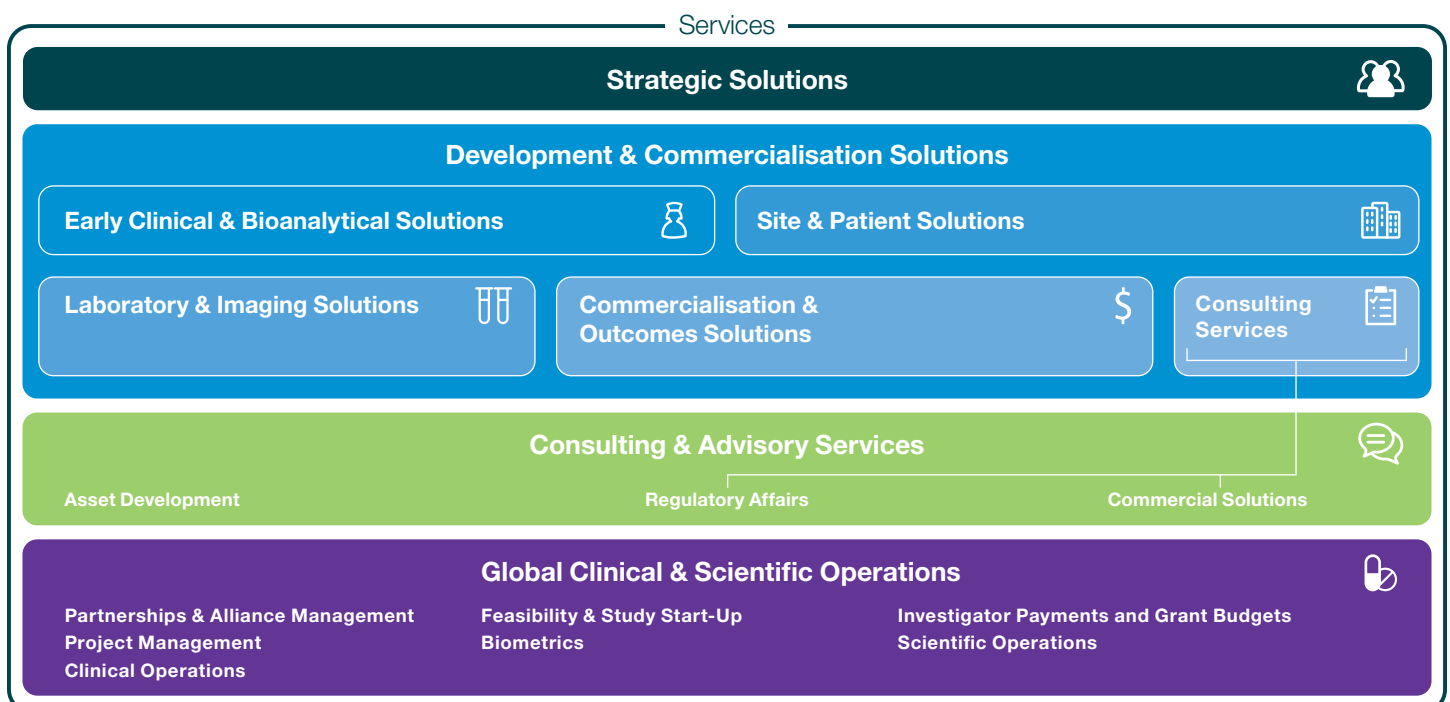 Services
Strategic Solutions
Development & Commercialisation Solutions
Early Clinical & Bioanalytical Solutions
Site & Patient Solutions
Laboratory & Imaging Solutions
Commercialisation &
Outcomes Solutions
$
Consulting
Services
Consulting & Advisory Services
Asset Development
Regulatory Affairs
Commercial Solutions
Global Clinical & Scientific Operations
Partnerships & Alliance Management
Project Management
Clinical Operations
Feasibility & Study Start-Up
Biometrics
Investigator Payments and Grant Budgets
Scientific Operations